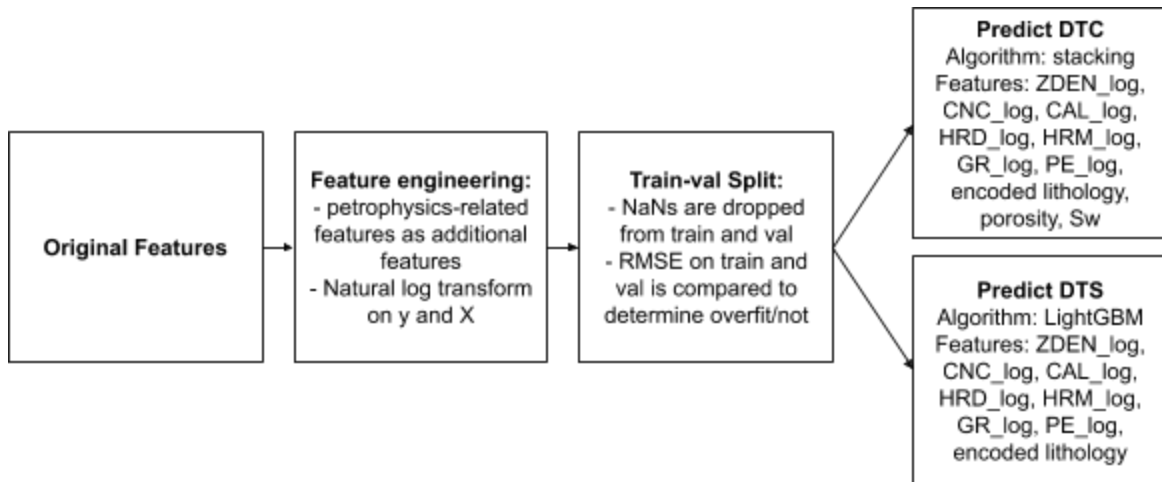 Original Features
Feature engineering:
- petrophysics-related
features as additional
features
- Natural log transform
on y and X
Train-val Split:
- NaNs are dropped
from train and val
- RMSE on train and
val is compared to
determine overfit/not
Predict DTC
Algorithm: stacking
Features: ZDEN_log,
CNC_log, CAL_log,
HRD_log, HRM_log,
GR_log, PE_log,
encoded lithology,
porosity, Sw
Predict DTS
Algorithm: LightGBM
Features: ZDEN_log,
CNC_log, CAL_log,
HRD_log, HRM_log,
GR_log, PE_log,
encoded lithology